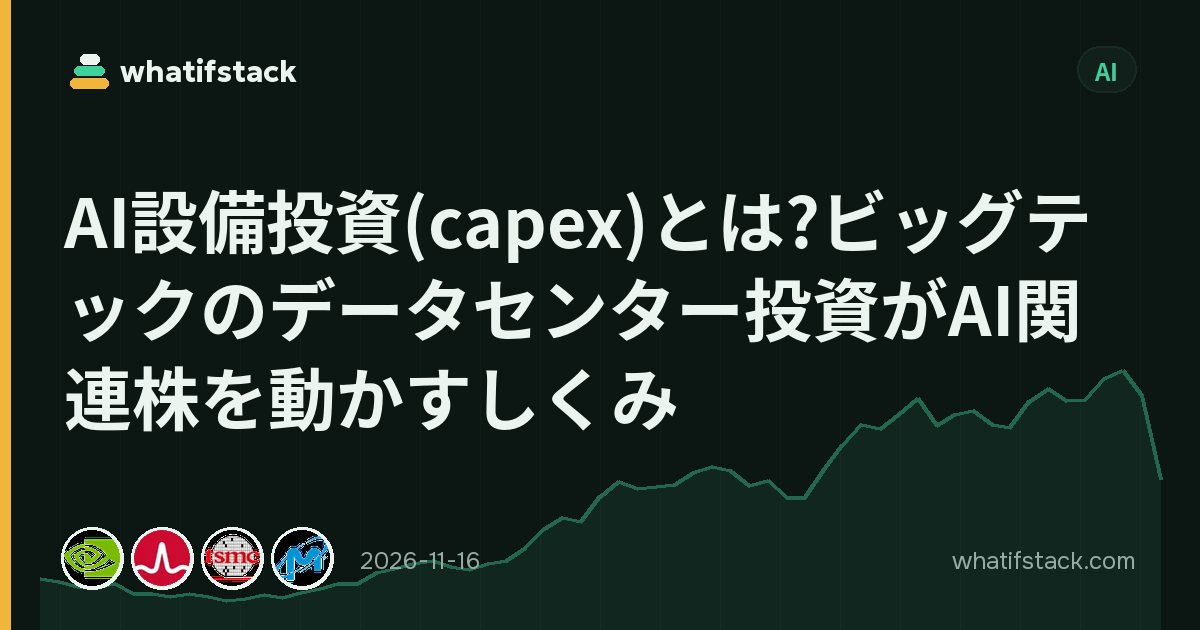 whatifstack
AI
AI設備投資(capex)とは?ビッグテ
ックのデータセンター投資がAI関
連株を動かすしくみ
tsmc
2026-11-16
whatifstack.com